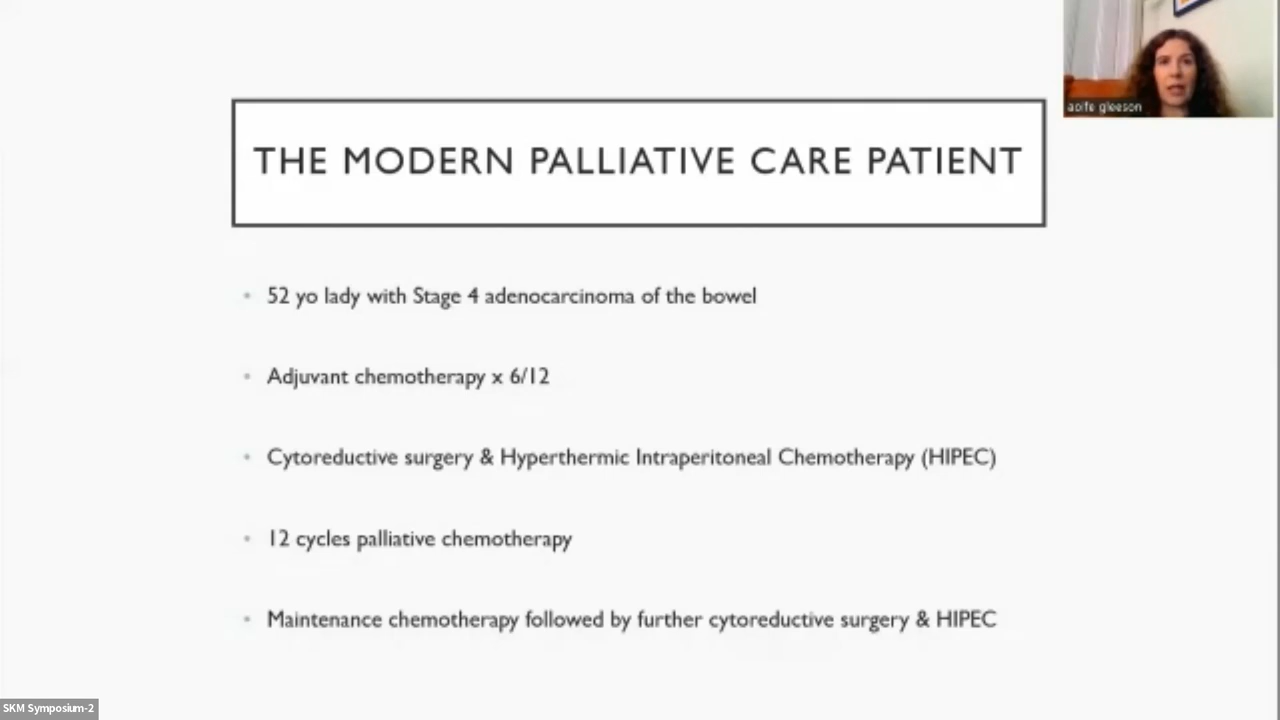 THE MODERN PALLIATIVE CARE PATIENT
aoife gleeson
• 52 yo lady with Stage 4 adenocarcinoma of the bowel
• Adjuvant chemotherapy x 6/12
• Cytoreductive surgery & Hyperthermic Intraperitoneal Chemotherapy (HIPEC)
• 12 cycles palliative chemotherapy
• Maintenance chemotherapy followed by further cytoreductive surgery & HIPEC
SKM Symposium-2